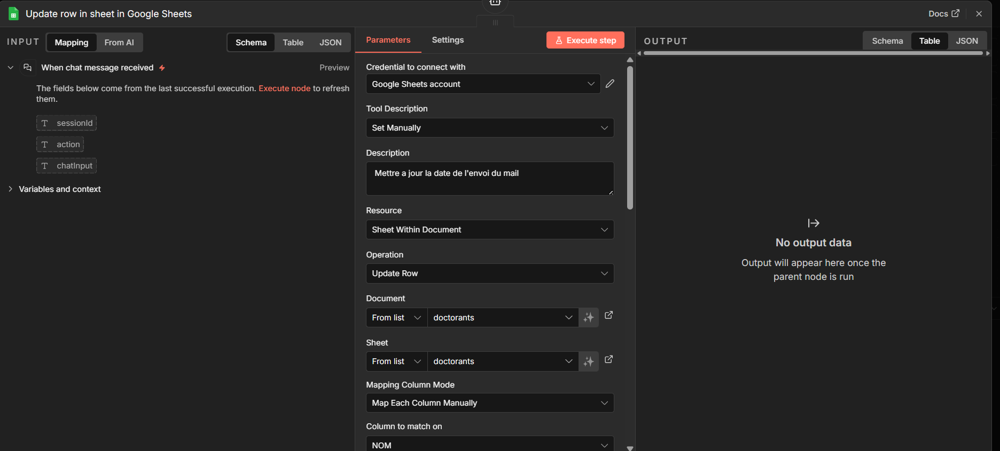 Update row in sheet in Google Sheets
Docs
INPUT
Mapping
From AI
Schema
Table
JSON
When chat message received
Preview
The fields below come from the last successful execution. Execute node to refresh
them.
T sessionId
T action
T chatInput
Variables and context
Parameters
Settings
Execute step
Credential to connect with
Google Sheets account
Tool Description
Set Manually
Description
Mettre a jour la date de l'envoi du mail
Resource
Sheet Within Document
Operation
Update Row
Document
From list
doctorants
Sheet
From list
doctorants
Mapping Column Mode
Map Each Column Manually
Column to match on
NOM
OUTPUT
Schema
Table
JSON
No output data
Output will appear here once the
parent node is run